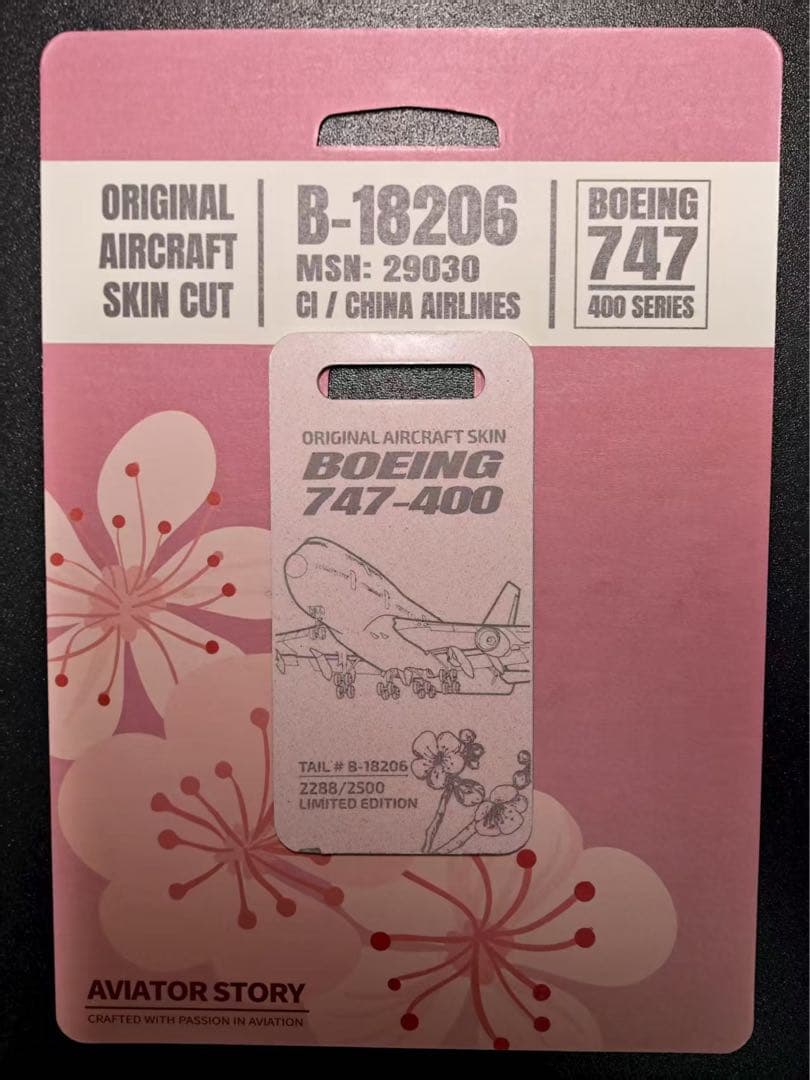 ORIGINAL
AIRCRAFT
SKIN CUT
B-18206
MSN: 29030
CI / CHINA AIRLINES
BOEING
747
400 SERIES
ORIGINAL AIRCRAFT SKIN
BOEING
747-400
TAIL # B-18206
2288/2500
LIMITED EDITION
AVIATOR STORY
CRAFTED WITH PASSION IN AVIATION